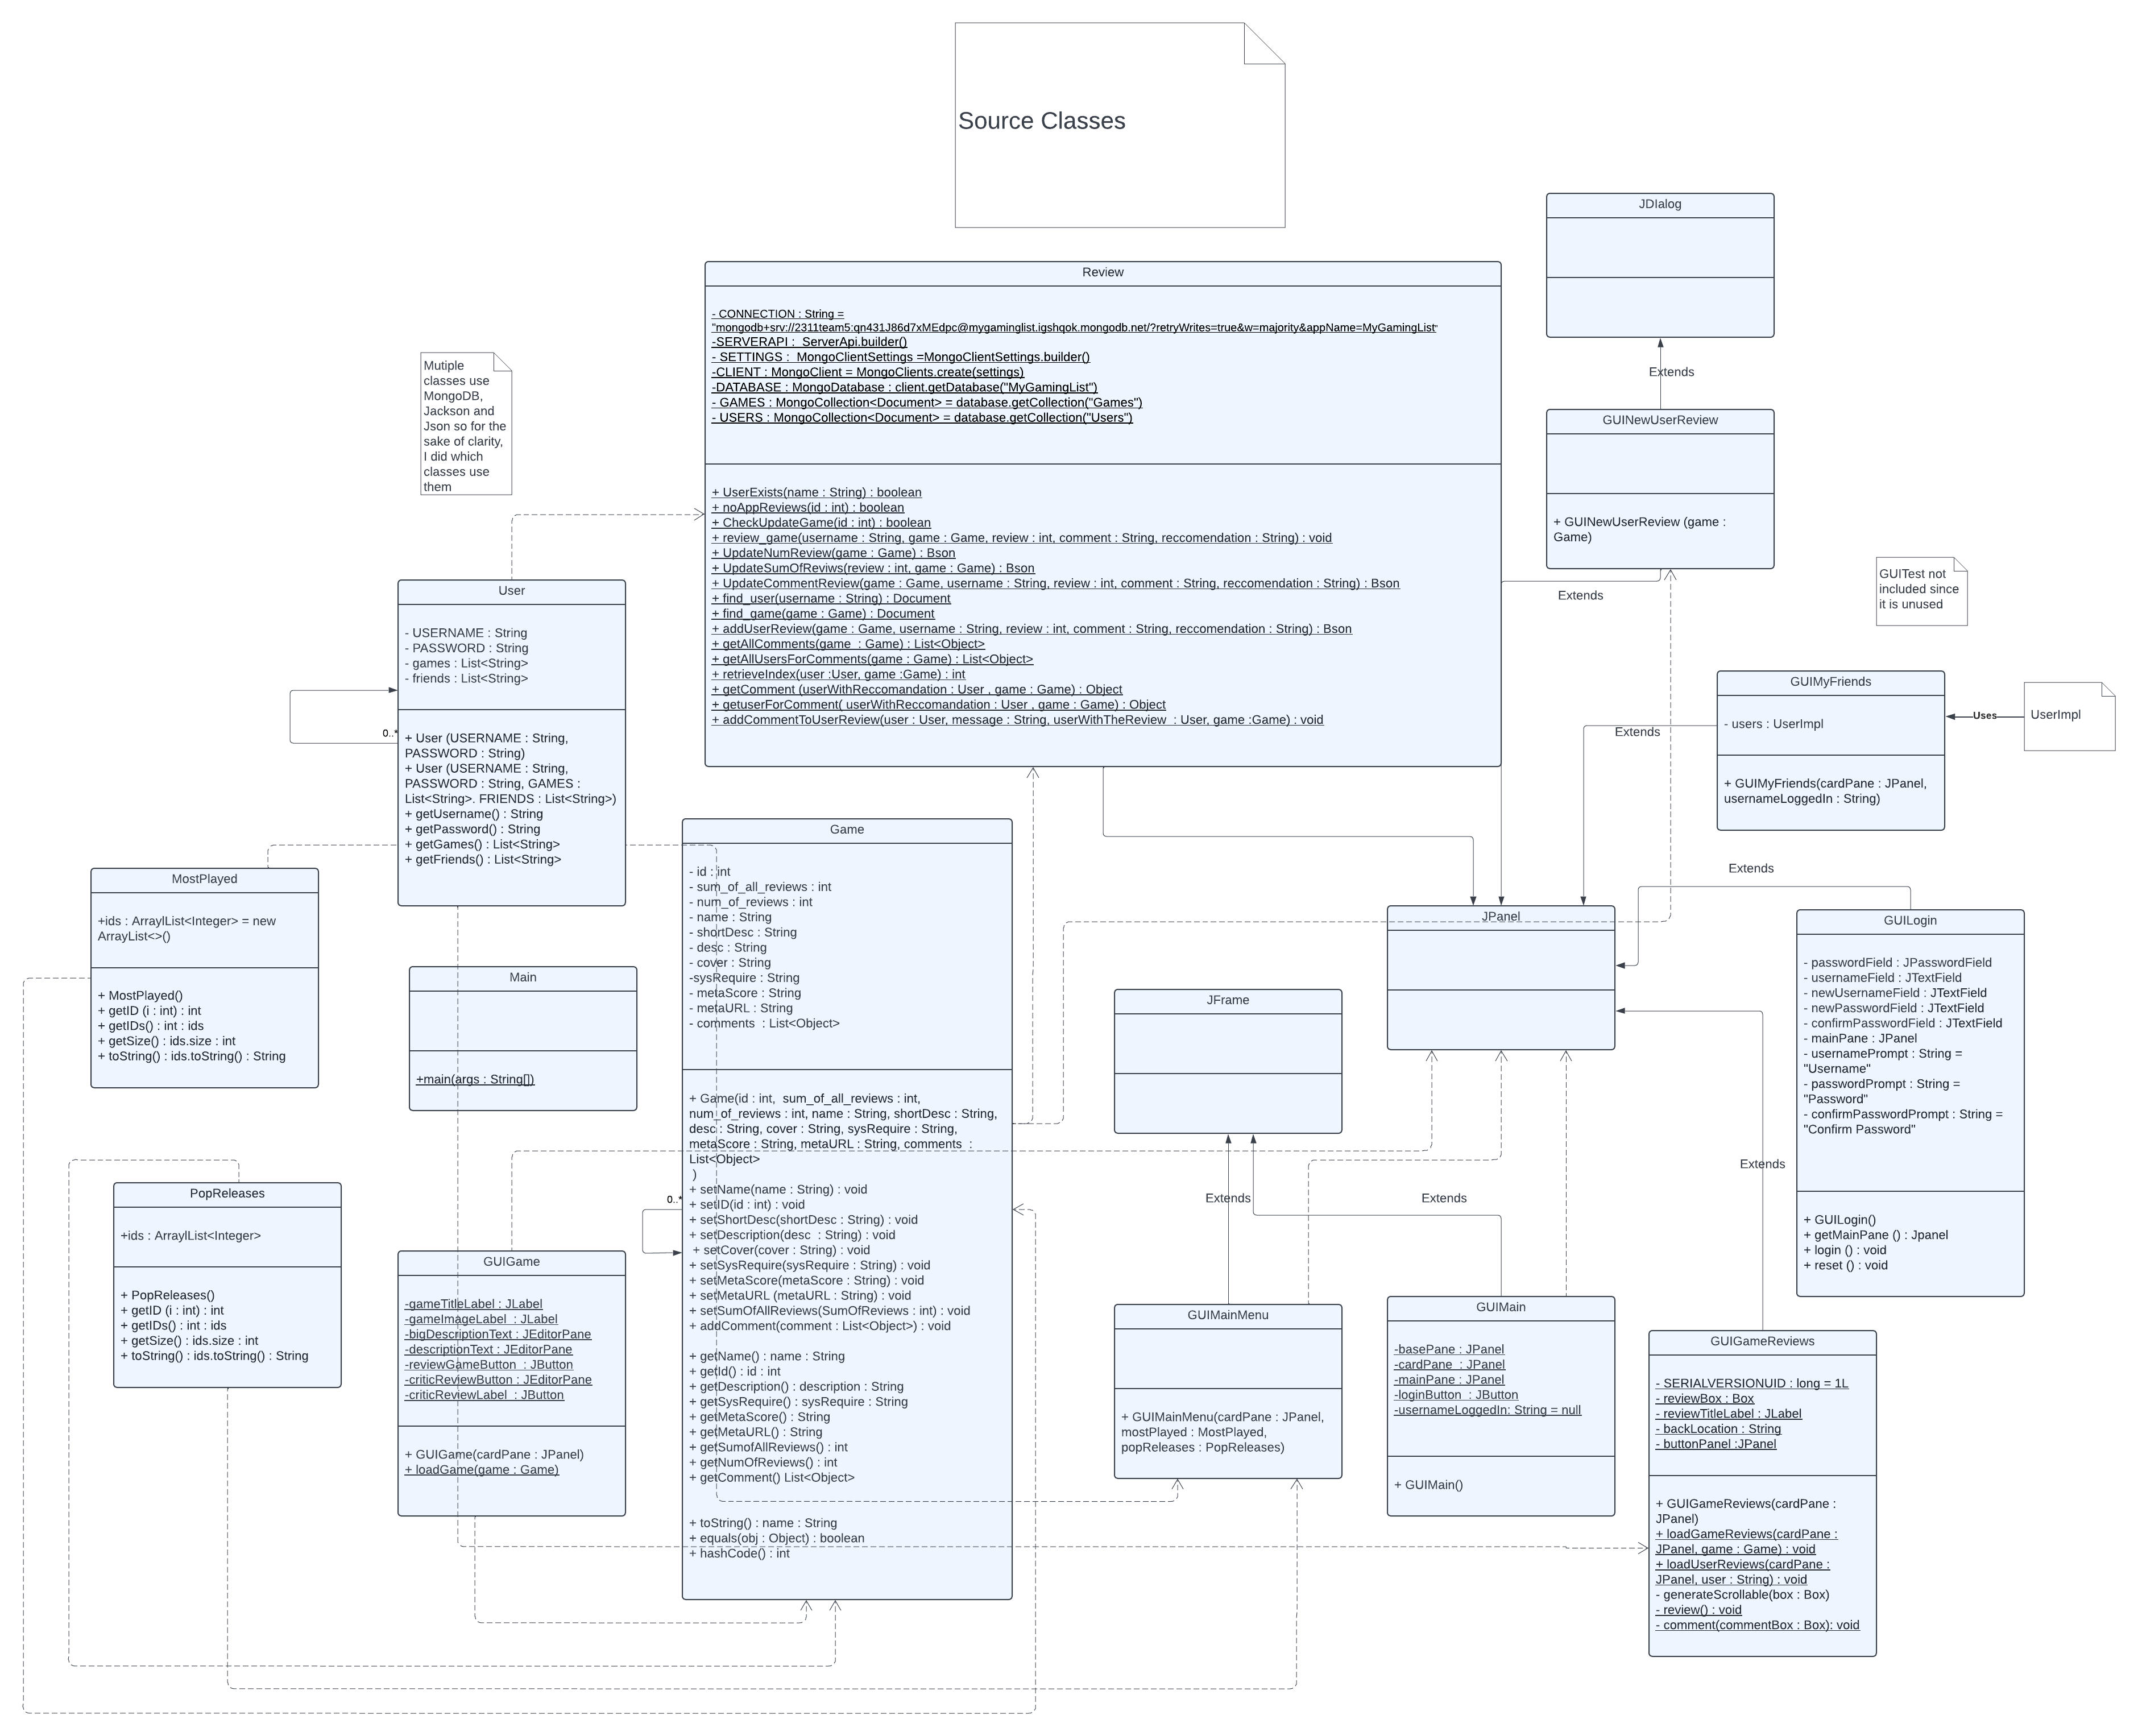 Source Classes
JDIalog
Extends
Review
- CONNECTION : String =
"mongodb+srv://2311team5:qn431J86d7xMEdpc@mygaminglist.igshqok.mongodb.net/?retryWrites=true&w=majority&appName=MyGamingList"
-SERVERAPI :  ServerApi.builder()
- SETTINGS :  MongoClientSettings =MongoClientSettings.builder()
-CLIENT : MongoClient = MongoClients.create(settings)
-DATABASE : MongoDatabase : client.getDatabase("MyGamingList")
- GAMES : MongoCollection<Document> = database.getCollection("Games")
- USERS : MongoCollection<Document> = database.getCollection("Users")
+ UserExists(name : String) : boolean
+ noAppReviews(id : int) : boolean
+ CheckUpdateGame(id : int) : boolean
+ review_game(username : String, game : Game, review : int, comment : String, reccomendation : String) : void
+ UpdateNumReview(game : Game) : Bson
+ UpdateSumOfReviws(review : int, game : Game) : Bson
+ UpdateCommentReview(game : Game, username : String, review : int, comment : String, reccomendation : String) : Bson
+ find_user(username : String) : Document
+ find_game(game : Game) : Document
+ addUserReview(game : Game, username : String, review : int, comment : String, reccomendation : String) : Bson
+ getAllComments(game  : Game) : List<Object>
+ getAllUsersForComments(game : Game) : List<Object>
+ retrieveIndex(user :User, game :Game) : int
+ getComment (userWithReccomandation : User , game : Game) : Object
+ getuserForComment( userWithReccomandation : User , game : Game) : Object
+ addCommentToUserReview(user : User, message : String, userWithTheReview  : User, game :Game) : void
Mutiple
classes use
MongoDB,
Jackson and
Json so for the
sake of clarity,
I did which
classes use
them
GUINewUserReview
+ GUINewUserReview (game :
Game)
Extends
GUITest not
included since
it is unused
User
- USERNAME : String
- PASSWORD : String
- games : List<String>
- friends : List<String>
0..*
+ User (USERNAME : String,
PASSWORD : String)
+ User (USERNAME : String,
PASSWORD : String, GAMES :
List<String>. FRIENDS : List<String>)
+ getUsername() : String
+ getPassword() : String
+ getGames() : List<String>
+ getFriends() : List<String>
GUIMyFriends
- users : UserImpl
+ GUIMyFriends(cardPane : JPanel,
usernameLoggedIn : String)
Uses
UserImpl
Extends
MostPlayed
+ids : ArraylList<Integer> = new
ArrayList<>()
+ MostPlayed()
+ getID (i : int) : int
+ getIDs() : int : ids
+ getSize() : ids.size : int
+ toString() : ids.toString() : String
Main
+main(args : String[])
Game
- id : int
- sum_of_all_reviews : int
- num_of_reviews : int
- name : String
- shortDesc : String
- desc : String
- cover : String
-sysRequire : String
- metaScore : String
- metaURL : String
- comments  : List<Object>
+ Game(id : int,  sum_of_all_reviews : int,
num_of_reviews : int, name : String, shortDesc : String,
desc : String, cover : String, sysRequire : String,
metaScore : String, metaURL : String, comments  :
List<Object>
)
+ setName(name : String) : void
+ setID(id : int) : void
+ setShortDesc(shortDesc : String) : void
+ setDescription(desc  : String) : void
+ setCover(cover : String) : void
+ setSysRequire(sysRequire : String) : void
+ setMetaScore(metaScore : String) : void
+ setMetaURL (metaURL : String) : void
+ setSumOfAllReviews(SumOfReviews : int) : void
+ addComment(comment : List<Object>) : void
+ getName() : name : String
+ getId() : id : int
+ getDescription() : description : String
+ getSysRequire() : sysRequire : String
+ getMetaScore() : String
+ getMetaURL() : String
+ getSumofAllReviews() : int
+ getNumOfReviews() : int
+ getComment() List<Object>
+ toString() : name : String
+ equals(obj : Object) : boolean
+ hashCode() : int
0..*
JFrame
JPanel
Extends
GUILogin
- passwordField : JPasswordField
- usernameField : JTextField
- newUsernameField : JTextField
- newPasswordField : JTextField
- confirmPasswordField : JTextField
- mainPane : JPanel
- usernamePrompt : String =
"Username"
- passwordPrompt : String =
"Password"
- confirmPasswordPrompt : String =
"Confirm Password"
+ GUILogin()
+ getMainPane () : Jpanel
+ login () : void
+ reset () : void
Extends
Extends
Extends
PopReleases
+ids : ArraylList<Integer>
+ PopReleases()
+ getID (i : int) : int
+ getIDs() : int : ids
+ getSize() : ids.size : int
+ toString() : ids.toString() : String
GUIGame
-gameTitleLabel : JLabel
-gameImageLabel  : JLabel
-bigDescriptionText : JEditorPane
-descriptionText : JEditorPane
-reviewGameButton  : JButton
-criticReviewButton : JEditorPane
-criticReviewLabel  : JButton
+ GUIGame(cardPane : JPanel)
+ loadGame(game : Game)
GUIMainMenu
+ GUIMainMenu(cardPane : JPanel,
mostPlayed : MostPlayed,
popReleases : PopReleases)
GUIMain
-basePane : JPanel
-cardPane  : JPanel
-mainPane : JPanel
-loginButton  : JButton
-usernameLoggedIn: String = null
+ GUIMain()
GUIGameReviews
- SERIALVERSIONUID : long = 1L
- reviewBox : Box
- reviewTitleLabel : JLabel
- backLocation : String
- buttonPanel :JPanel
+ GUIGameReviews(cardPane :
JPanel)
+ loadGameReviews(cardPane :
JPanel, game : Game) : void
+ loadUserReviews(cardPane :
JPanel, user : String) : void
- generateScrollable(box : Box)
- review() : void
- comment(commentBox : Box): void